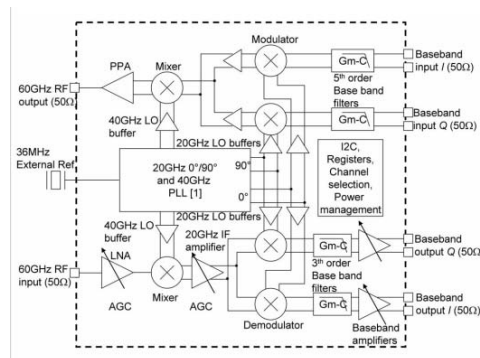 Modulator
PPA
Mixer
Gm-C
Baseband
input I (50Ω)
60GHz RF
output (50Ω)
5th order
Base band
filters
40GHz LO
buffer
Gm-C
Baseband
input Q (50Ω)
20GHz LO buffers
36MHz
External Ref.
20GHz 0°/90°
and 40GHz
PLL [1]
90°
0°
I2C,
Registers,
Channel
selection,
Power
management
20GHz LO buffers
40GHz LO
buffer
20GHz IF
amplifier
LNA
60GHz RF
input (50Ω)
Gm-C
Baseband
output Q (50Ω)
3th order
Base band
filters
Mixer
AGC
AGC
Gm-C
Baseband
output I (50Ω)
Demodulator
Baseband
amplifiers